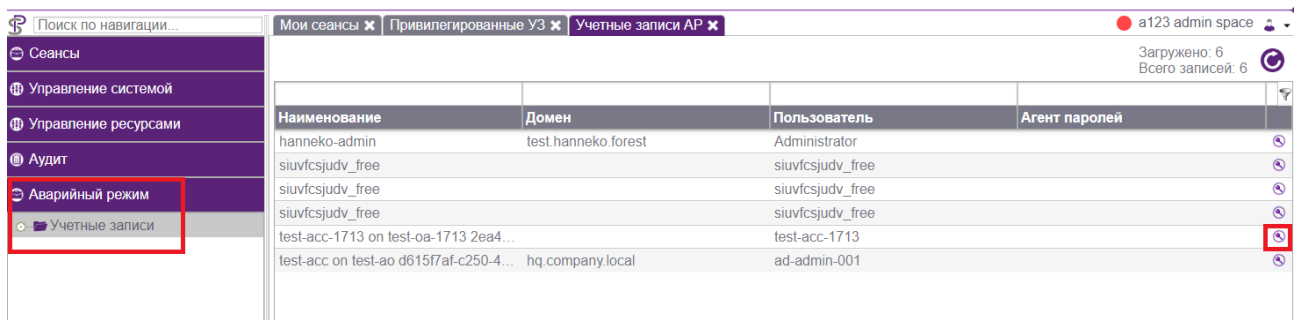 Поиск по навигации...
Мои сеансы
Привилегированные УЗ
Учетные записи АР
a123 admin space
Сеансы
Управление системой
Управление ресурсами
Аудит
Аварийный режим
Учетные записи
Загружено: 6
Всего записей: 6
Наименование Домен Пользователь Агент паролей
hanneko-admin test.hanneko.forest Administrator
siuvfcsjudv_free siuvfcsjudv_free
siuvfcsjudv_free siuvfcsjudv_free
siuvfcsjudv_free siuvfcsjudv_free
test-acc-1713 on test-oa-1713 2ea4... test-acc-1713
test-acc on test-ao d615f7af-c250-4... hq.company.local ad-admin-001